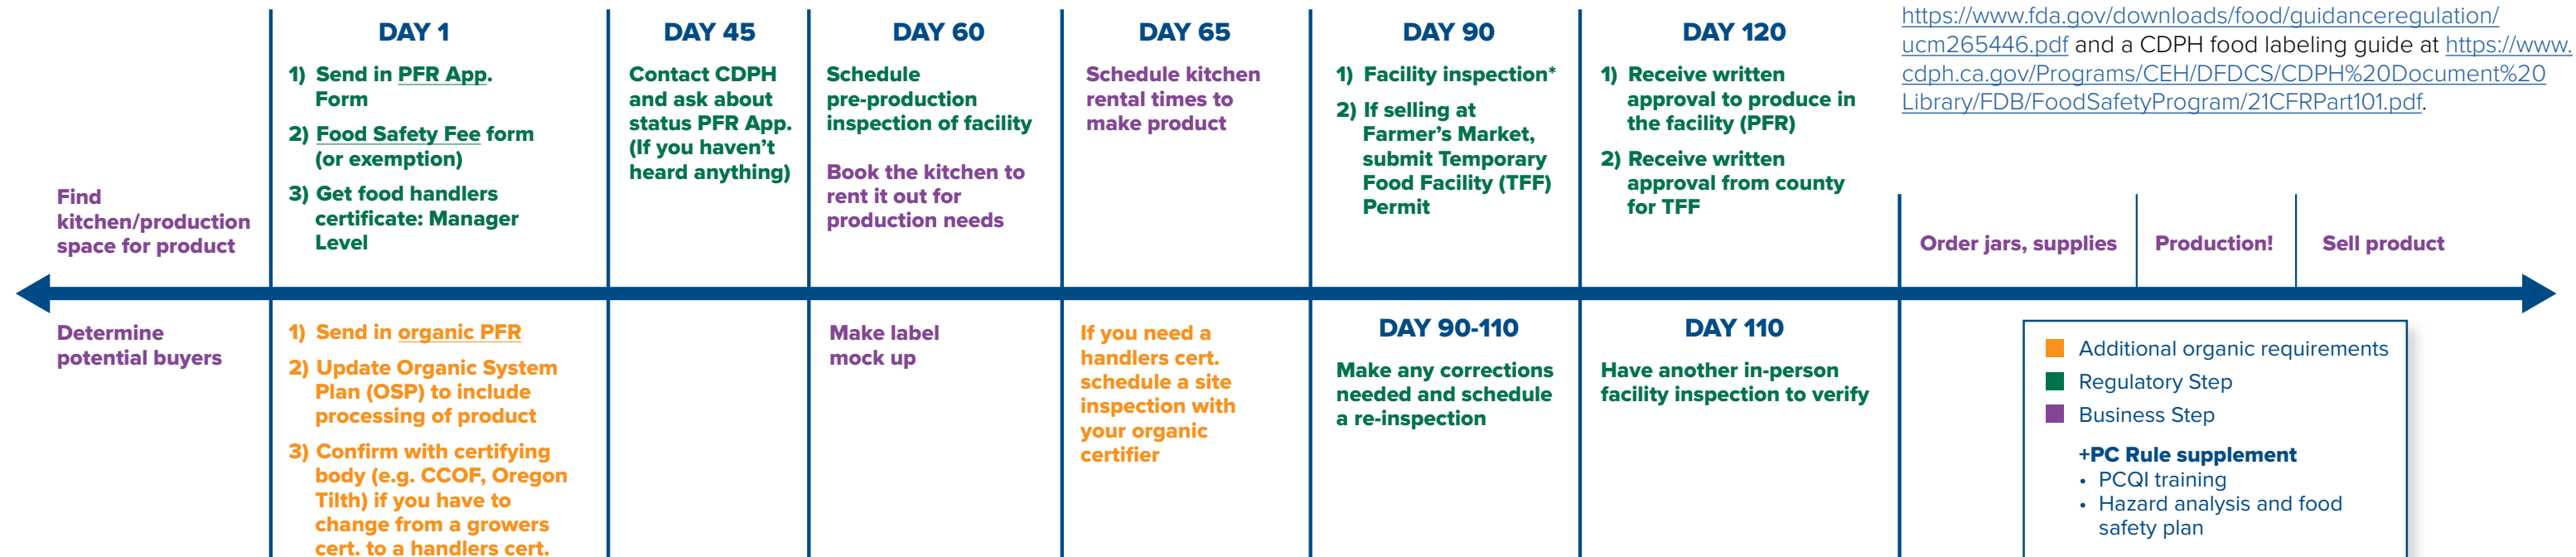 DAY 1
1) Send in PFR App.
Form
2) Food Safety Fee form
(or exemption)
3) Get food handlers
certificate: Manager
Level
DAY 45
Contact CDPH
and ask about
status PFR App.
(If you haven't
heard anything)
DAY 60
Schedule
pre-production
inspection of facility
Book the kitchen to
rent it out for
production needs
DAY 65
Schedule kitchen
rental times to
make product
DAY 90
1) Facility inspection*
2) If selling at
Farmer's Market,
submit Temporary
Food Facility (TFF)
Permit
DAY 120
1) Receive written
approval to produce in
the facility (PFR)
2) Receive written
approval from county
for TFF
https://www.fda.gov/downloads/food/guidanceregulation/
ucm265446.pdf and a CDPH food labeling guide at https://www.
cdph.ca.gov/Programs/CEH/DFDCS/CDPH%20Document%20
Library/FDB/FoodSafetyProgram/21CFRPart101.pdf.
Find
kitchen/production
space for product
Order jars, supplies
Production!
Sell product
Determine
potential buyers
1) Send in organic PFR
2) Update Organic System
Plan (OSP) to include
processing of product
3) Confirm with certifying
body (e.g. CCOF, Oregon
Tilth) if you have to
change from a growers
cert. to a handlers cert.
Make label
mock up
If you need a
handlers cert.
schedule a site
inspection with
your organic
certifier
DAY 90-110
Make any corrections
needed and schedule
a re-inspection
DAY 110
Have another in-person
facility inspection to verify
Additional organic requirements
Regulatory Step
Business Step
+PC Rule supplement
• PCQI training
• Hazard analysis and food
safety plan